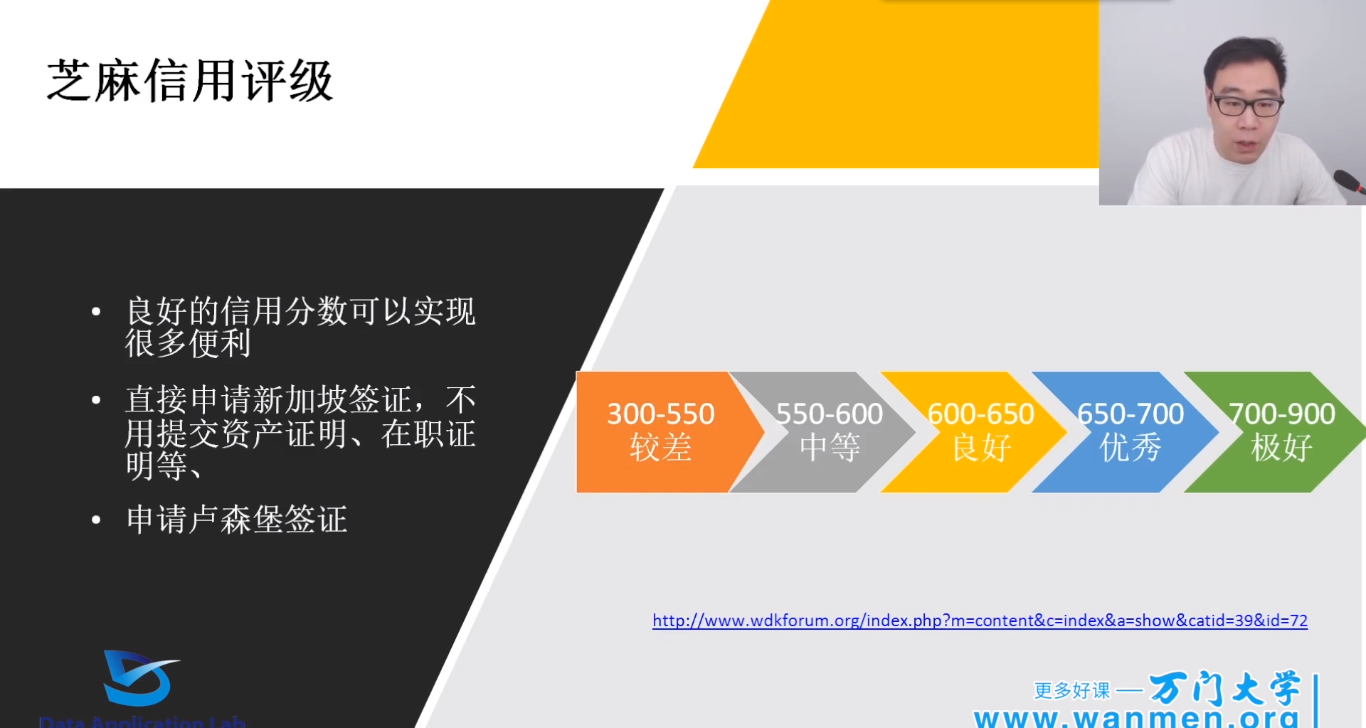 芝麻信用评级
• 良好的信用分数可以实现
很多便利
• 直接申请新加坡签证，不
用提交资产证明、在职证
明等、
• 申请卢森堡签证
300-550
较差
550-600
中等
600-650
良好
650-700
优秀
700-900
极好
http://www.wdkforum.org/index.php?m=content&c=index&a=show&catid=39&id=72
更多好课 — 万门大学
www.wanmen.org
Data Application Lab